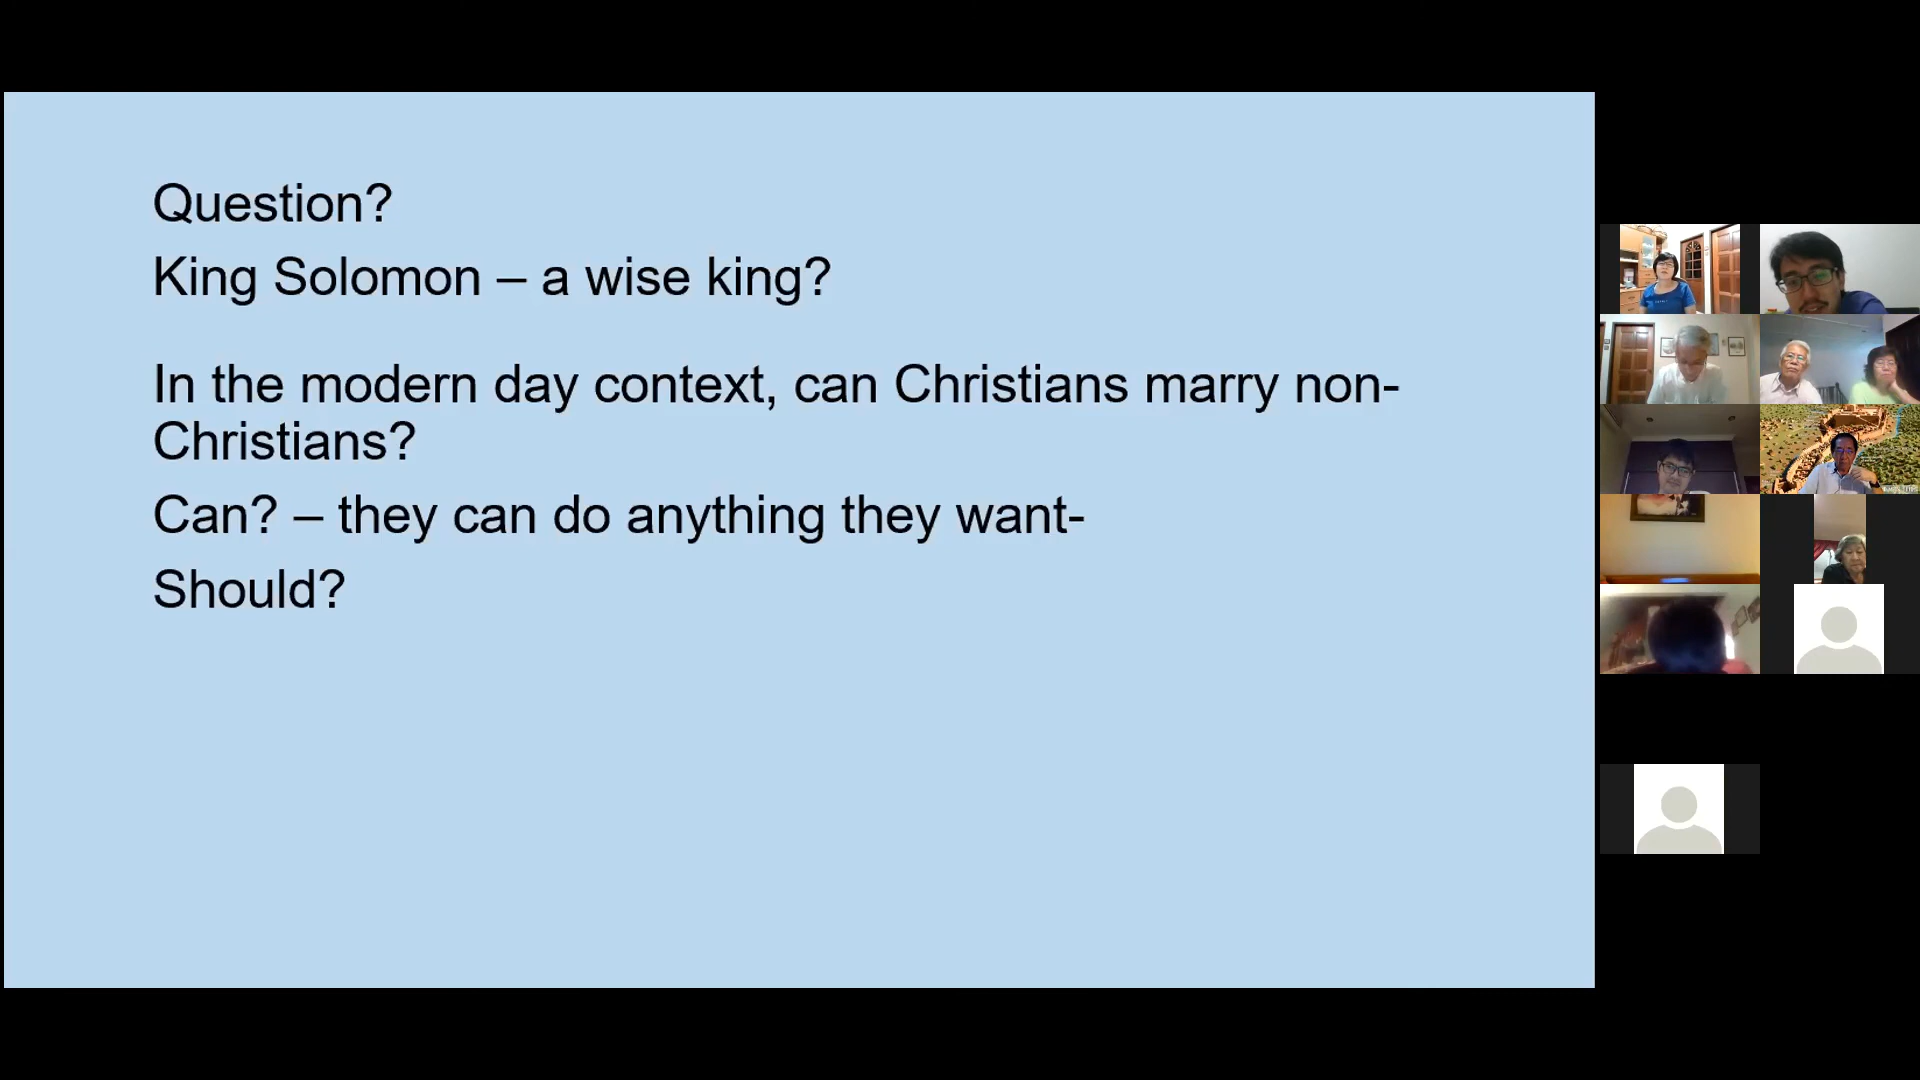 Question?
King Solomon – a wise king?
In the modern day context, can Christians marry non-
Christians?
Can? – they can do anything they want-
Should?